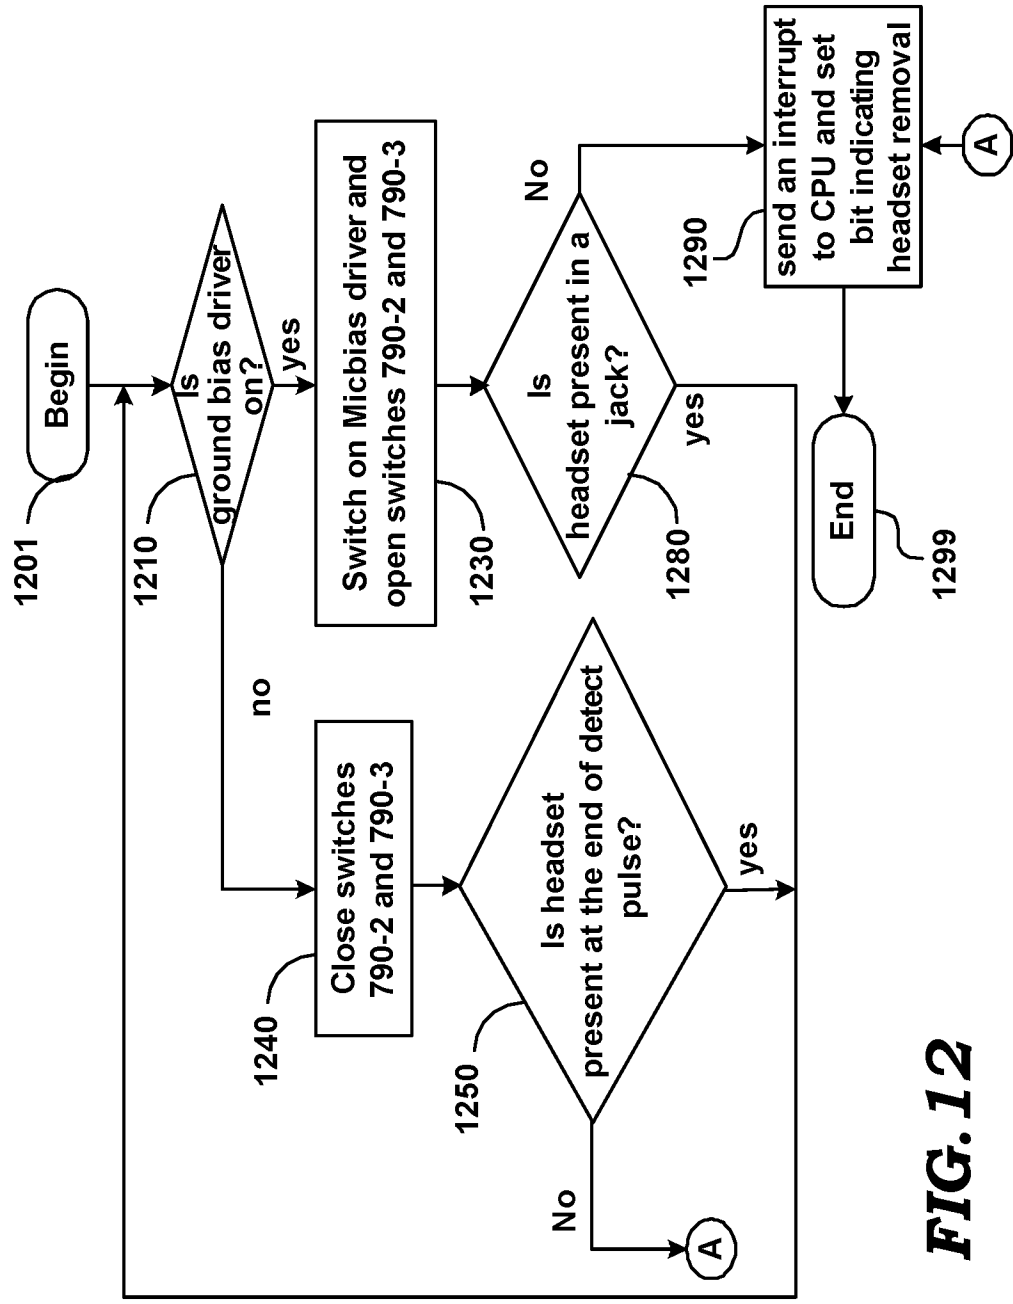 1201
Begin
1210
Is
ground bias driver
on?
yes
no
1230
Switch on Micbias driver and
open switches 790-2 and 790-3
1240
Close switches
790-2 and 790-3
1280
Is
headset present in a
jack?
No
yes
1250
Is headset
present at the end of detect
pulse?
No
yes
A
1290
send an interrupt
to CPU and set
bit indicating
headset removal
A
End
1299
FIG. 12